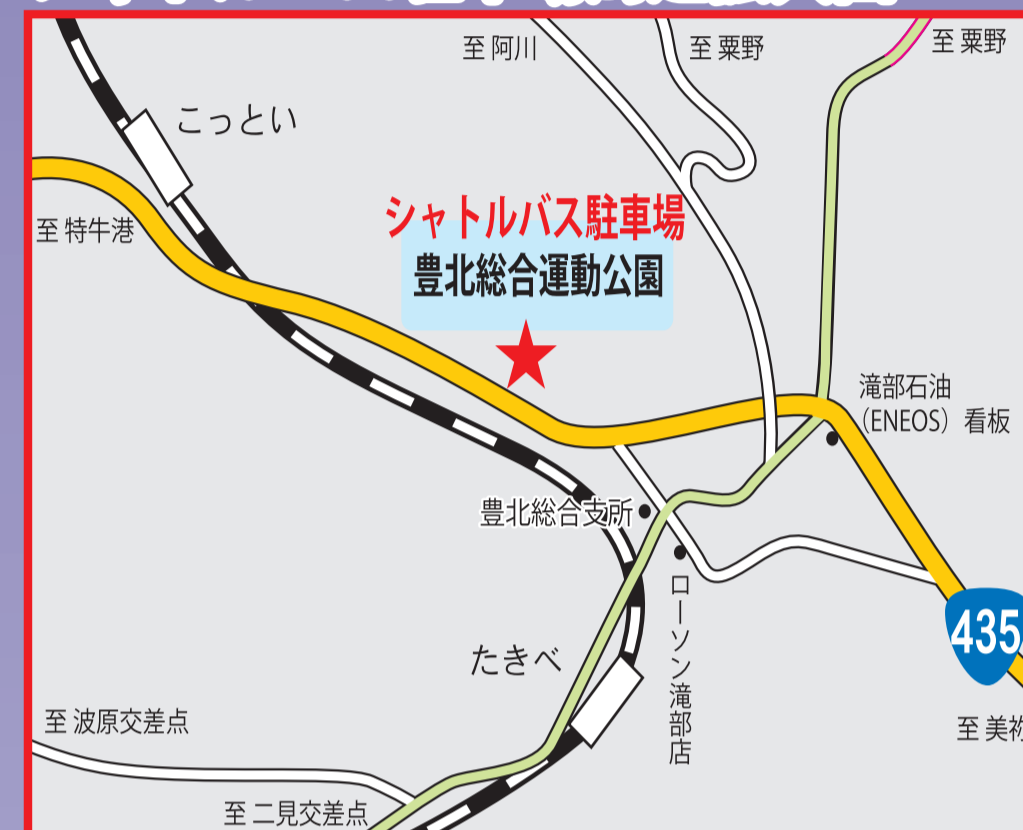 至 阿川
至 粟野
至 粟野
こっとい
至 特牛港
シャトルバス駐車場
豊北総合運動公園
滝部石油
（ENEOS）看板
豊北総合支所
ローソン滝部店
435
たきべ
至 波原交差点
至 美祢
至 二見交差点